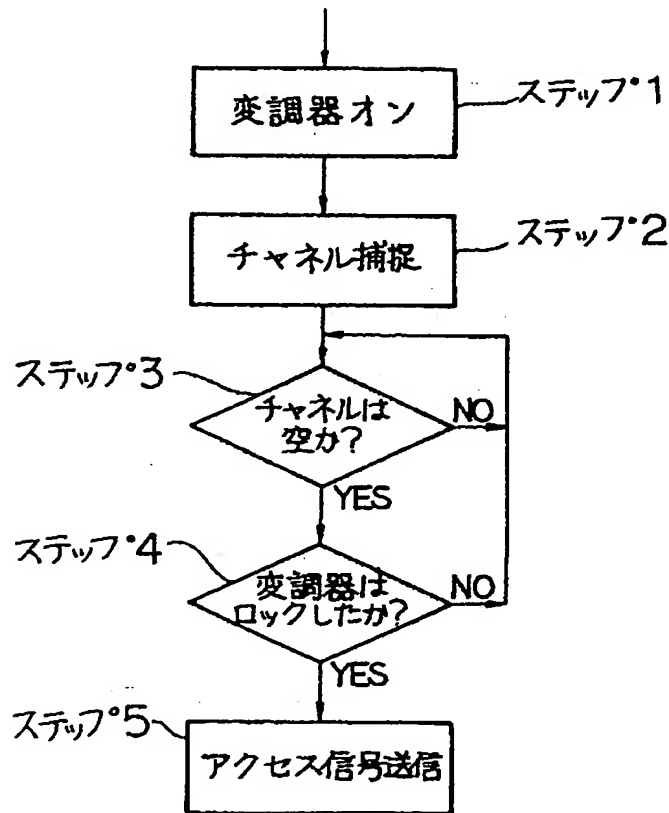 変調器オン
ステップ1
チャネル捕捉
ステップ2
ステップ3
チャネルは
空か?
NO
YES
ステップ4
変調器は
ロックしたか?
NO
YES
ステップ5
アクセス信号送信